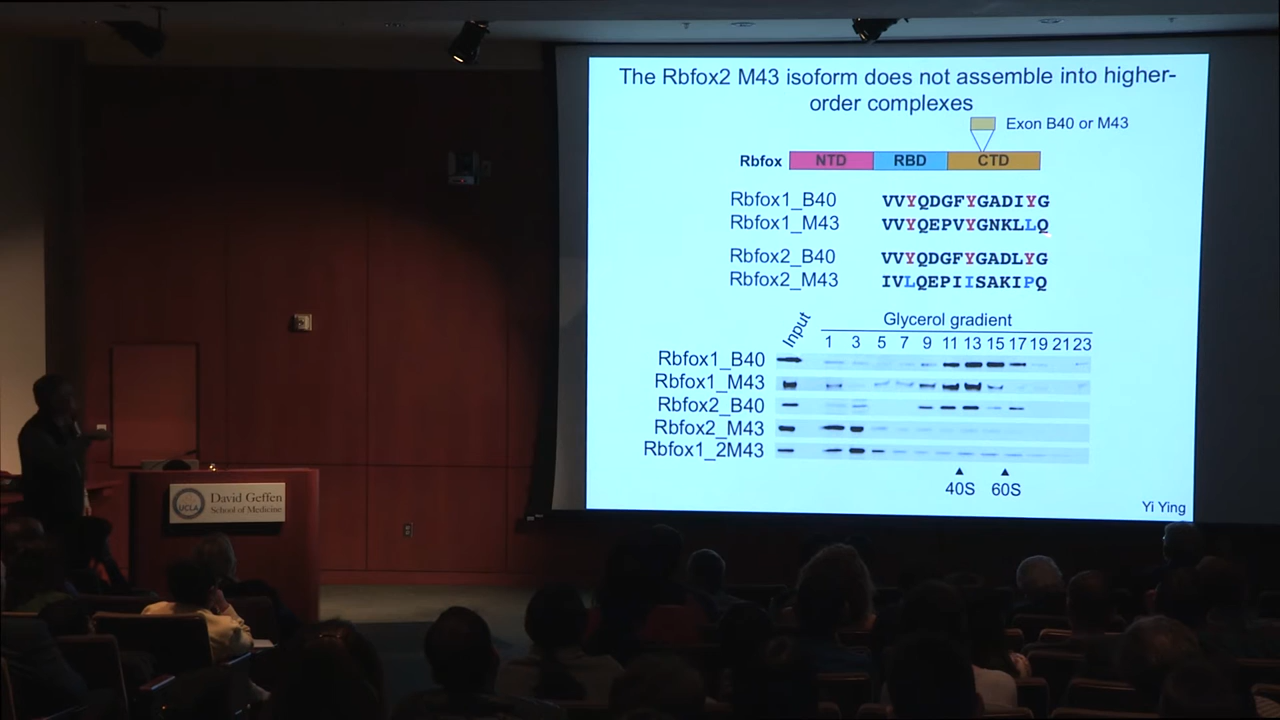 The Rbfox2 M43 isoform does not assemble into higher-
order complexes
Exon B40 or M43
Rbfox NTD RBD CTD
Rbfox1_B40 VVYQDGFYGADIYG
Rbfox1_M43 VVYQEPVYGNKLLQ
Rbfox2_B40 VVYQDGFYGADLYG
Rbfox2_M43 IVLQEPIISAKIPQ
Glycerol gradient
Input 1 3 5 7 9 11 13 15 17 19 21 23
Rbfox1_B40
Rbfox1_M43
Rbfox2_B40
Rbfox2_M43
Rbfox1_2M43
40S 60S
Yi Ying
UCLA
David Geffen
School of Medicine